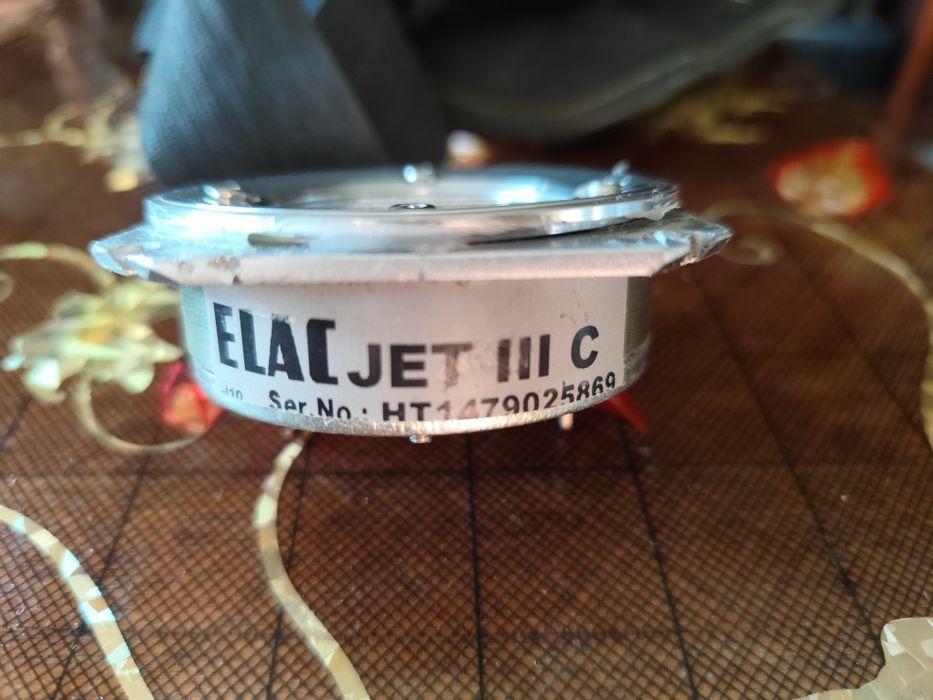 ELAC JET III C
Ser.No.: HT1479025869